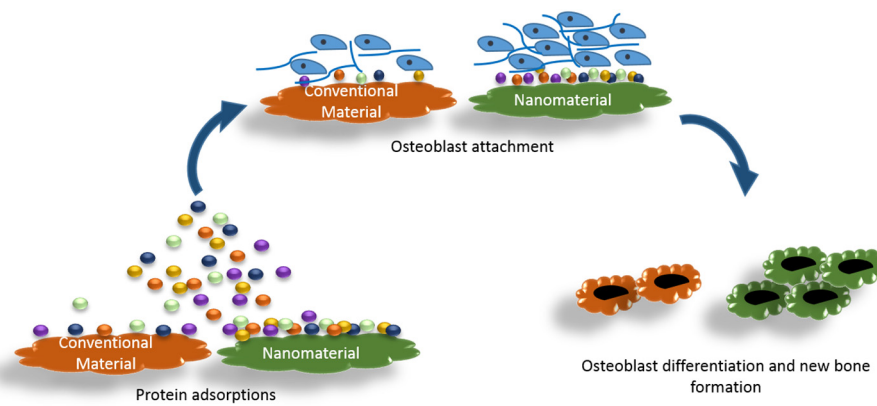 Conventional
Material
Nanomaterial
Osteoblast attachment
Conventional
Material
Nanomaterial
Protein adsorptions
Osteoblast differentiation and new bone
formation